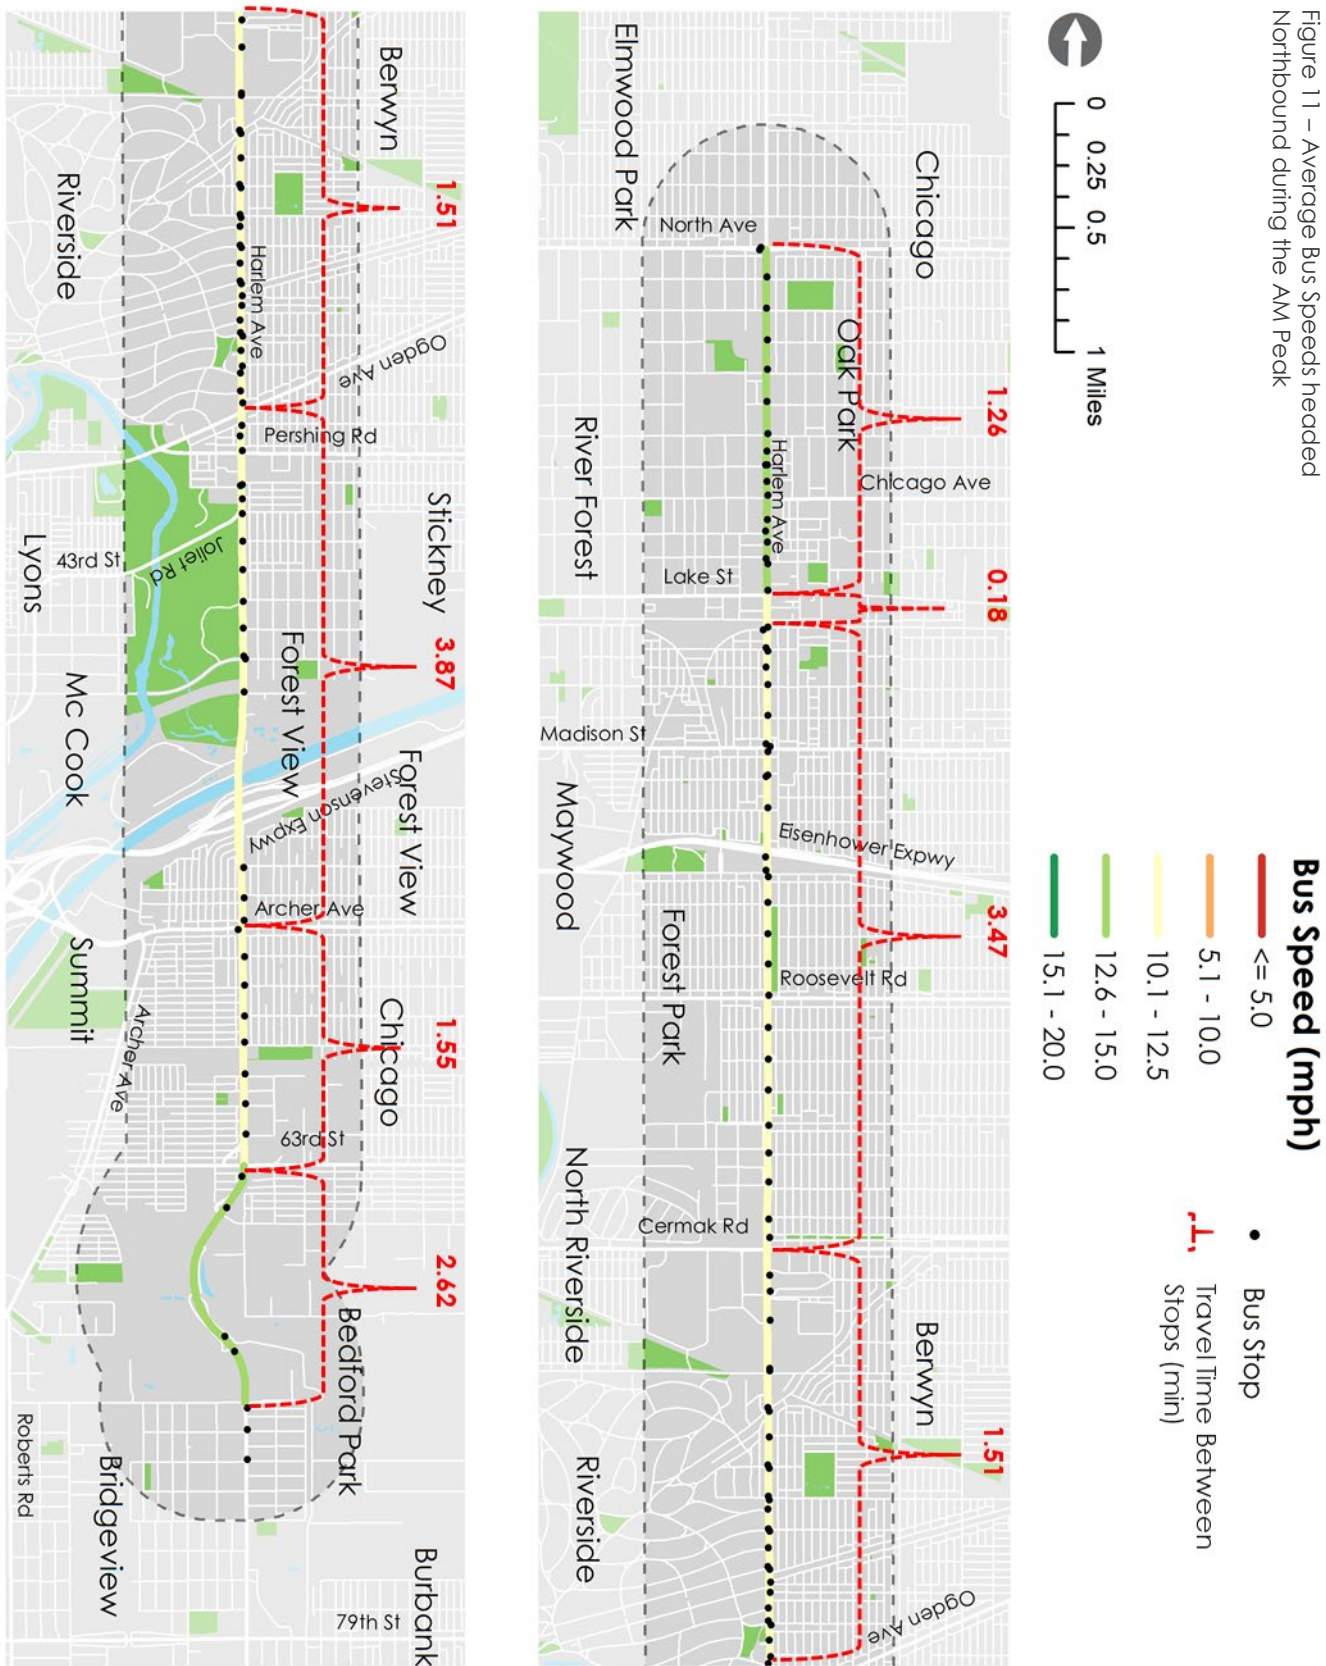 Figure 11 – Average Bus Speeds headed
Northbound during the AM Peak
0 0.25 0.5 1 Miles
Bus Speed (mph)
<= 5.0
5.1 - 10.0
10.1 - 12.5
12.6 - 15.0
15.1 - 20.0
Bus Stop
Travel Time Between
Stops (min)
Chicago
Elmwood Park
North Ave
Oak Park
1.26
River Forest
Harlem Ave
Chicago Ave
Lake St
0.18
Madison St
Maywood
Eisenhower Expwy
3.47
Forest Park
Roosevelt Rd
Cermak Rd
North Riverside
Berwyn
1.51
Riverside
Ogden Ave
Berwyn
1.51
Riverside
Harlem Ave
Ogden Ave
Pershing Rd
Stickney
Lyons
43rd St
Joliet Rd
3.87
Forest View
Mc Cook
Forest View
Stevenson Expwy
Archer Ave
Summit
Archer Ave
Chicago
1.55
63rd St
2.62
Bedford Park
Roberts Rd
Bridgeview
Burbank
79th St